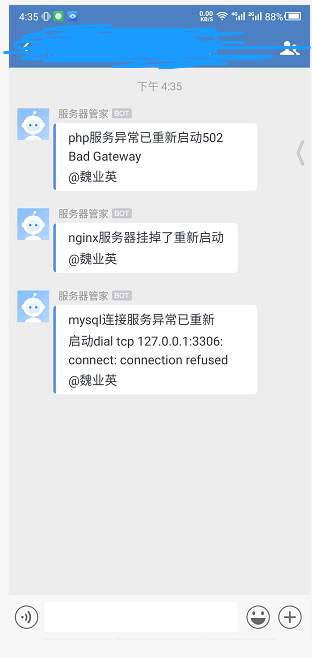 4:35
0.00
KB/S
4G
2G
88%
下午 4:35
服务器管家 BOT
php服务异常已重新启动502
Bad Gateway
@魏业英
服务器管家 BOT
nginx服务器挂掉了重新启动
@魏业英
服务器管家 BOT
mysql连接服务异常已重新
启动dial tcp 127.0.0.1:3306:
connect: connection refused
@魏业英